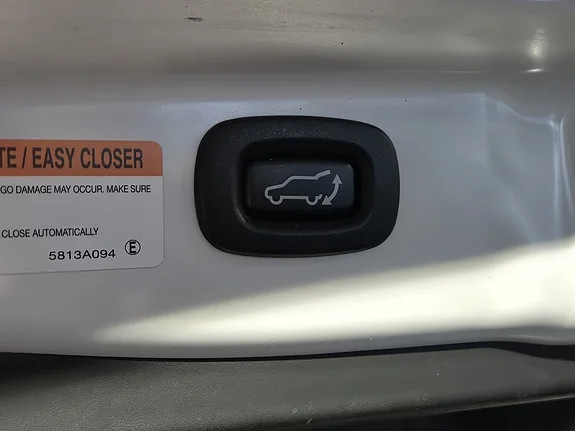 TE / EASY CLOSER
GO DAMAGE MAY OCCUR. MAKE SURE
CLOSE AUTOMATICALLY
5813A094 E